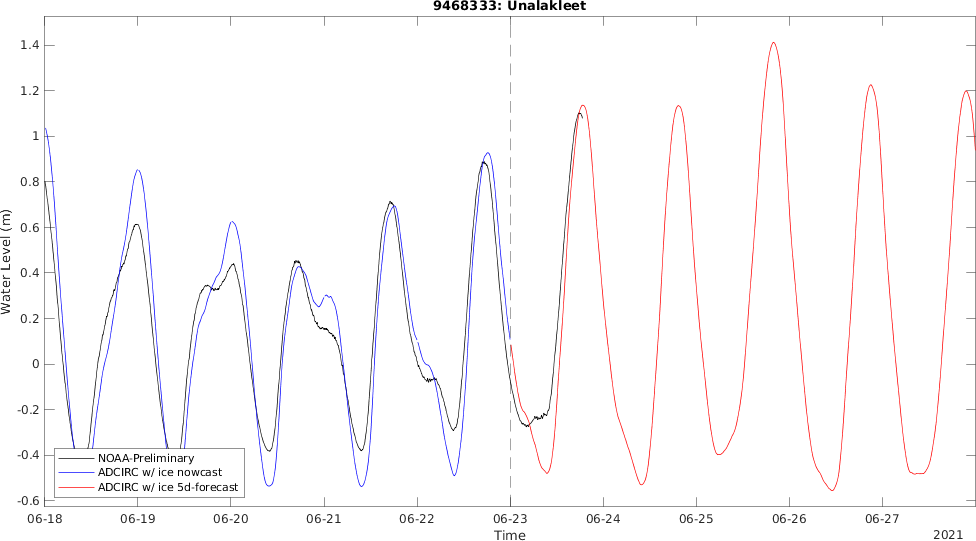 9468333: Unalakleet
Water Level (m)
1.4
1.2
1
0.8
0.6
0.4
0.2
0
-0.2
-0.4
-0.6
NOAA-Preliminary
ADCIRC w/ ice nowcast
ADCIRC w/ ice 5d-forecast
06-18 06-19 06-20 06-21 06-22 06-23 06-24 06-25 06-26 06-27
Time
2021